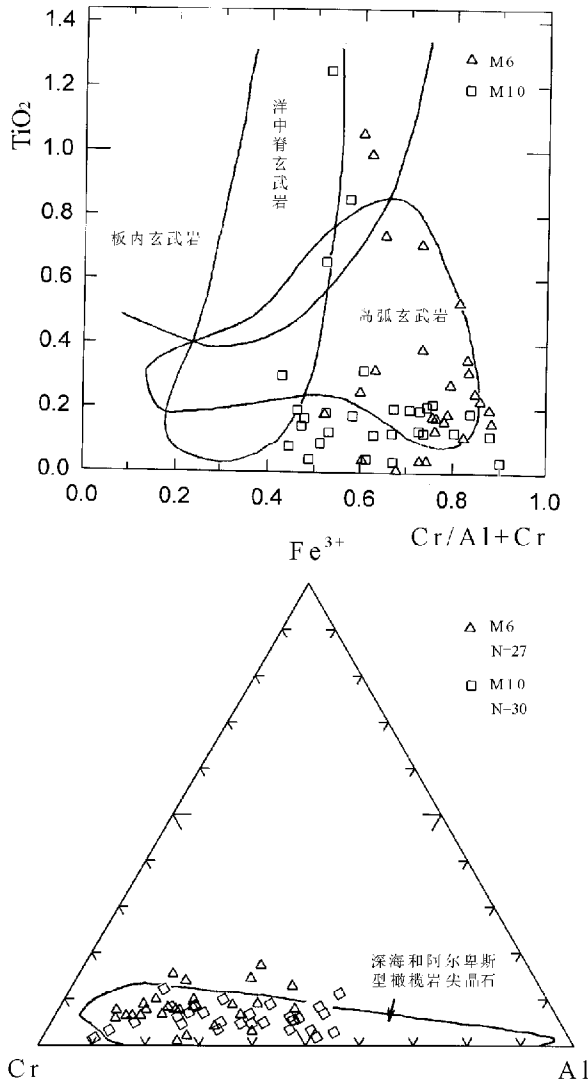 1.4
1.2
1.0
0.8
0.6
0.4
0.2
0.0
TiO₂
M6
M10
洋中脊玄武岩
板内玄武岩
岛弧玄武岩
0.0
0.2
0.4
0.6
0.8
1.0
Cr/Al+Cr
Fe³⁺
M6
N=27
M10
N=30
深海和阿尔卑斯
型橄榄岩尖晶石
Cr
Al